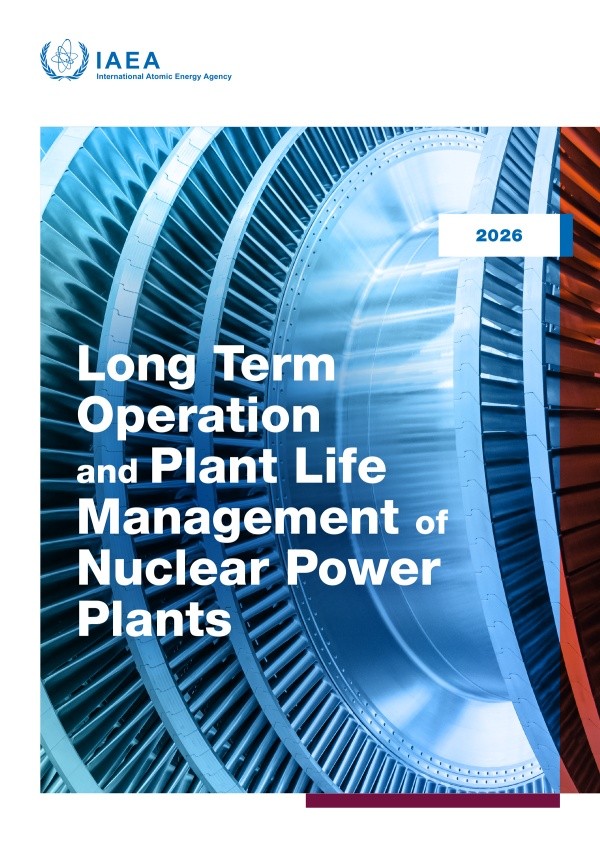 IAEA
International Atomic Energy Agency
2026
Long Term
Operation
and Plant Life
Management of
Nuclear Power
Plants